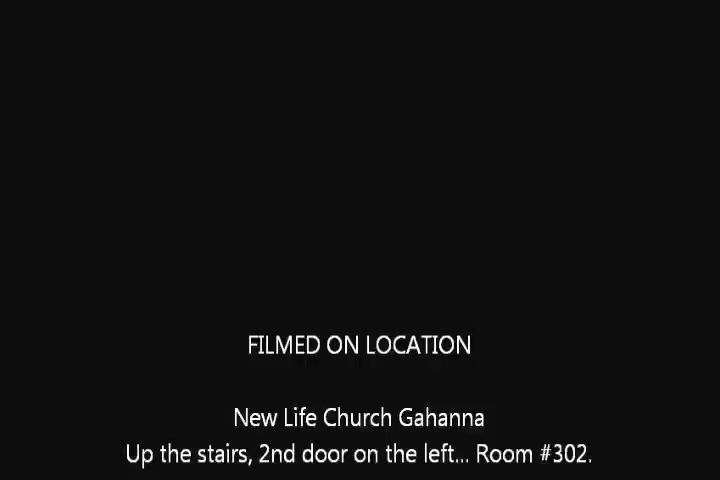 FILMED ON LOCATION
New Life Church Gahanna
Up the stairs, 2nd door on the left... Room #302.